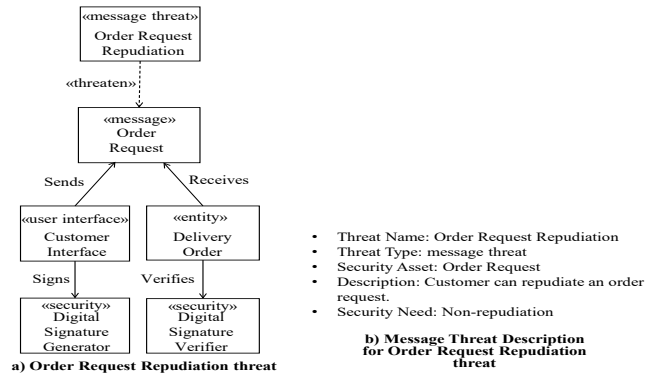 «message threat»
Order Request
Repudiation
«threaten»
«message»
Order
Request
Sends
Receives
«user interface»
Customer
Interface
«entity»
Delivery
Order
Signs
Verifies
«security»
Digital
Signature
Generator
«security»
Digital
Signature
Verifier
a) Order Request Repudiation threat
• Threat Name: Order Request Repudiation
• Threat Type: message threat
• Security Asset: Order Request
• Description: Customer can repudiate an order
request.
• Security Need: Non-repudiation
b) Message Threat Description
for Order Request Repudiation
threat